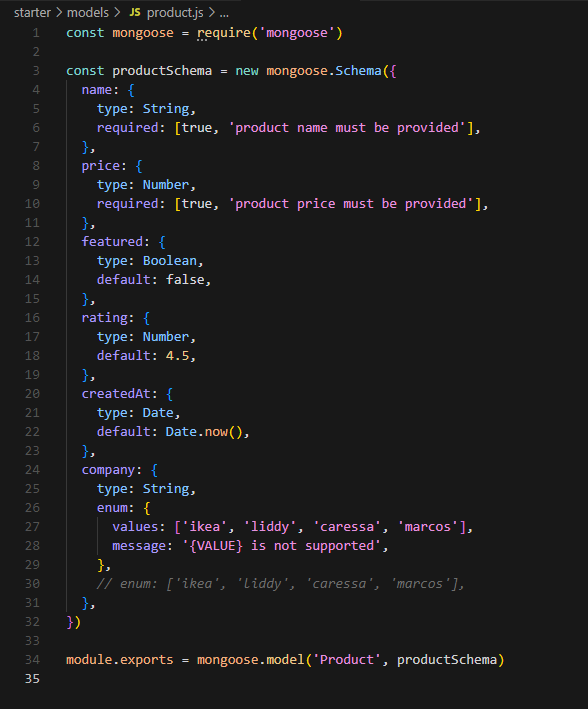 starter > models > JS product.js > ...
1 const mongoose = require('mongoose')
2
3 const productSchema = new mongoose.Schema({
4   name: {
5     type: String,
6     required: [true, 'product name must be provided'],
7   },
8   price: {
9     type: Number,
10     required: [true, 'product price must be provided'],
11   },
12   featured: {
13     type: Boolean,
14     default: false,
15   },
16   rating: {
17     type: Number,
18     default: 4.5,
19   },
20   createdAt: {
21     type: Date,
22     default: Date.now(),
23   },
24   company: {
25     type: String,
26     enum: {
27       values: ['ikea', 'liddy', 'caressa', 'marcos'],
28       message: '{VALUE} is not supported',
29     },
30     // enum: ['ikea', 'liddy', 'caressa', 'marcos'],
31   },
32 })
33
34 module.exports = mongoose.model('Product', productSchema)
35